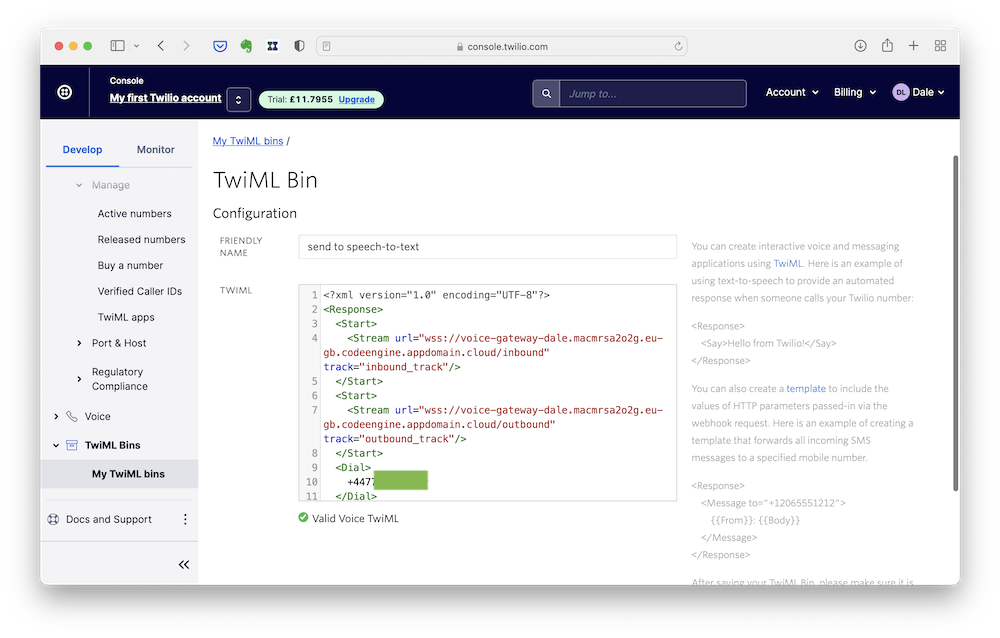 console.twilio.com
Console
My first Twilio account
Trial: £11.7955 Upgrade
Jump to...
Account
Billing
DL Dale
Develop
Monitor
Manage
Active numbers
Released numbers
Buy a number
Verified Caller IDs
TwiML apps
Port & Host
Regulatory
Compliance
Voice
TwiML Bins
My TwiML bins
Docs and Support
My TwiML bins /
TwiML Bin
Configuration
FRIENDLY
NAME
send to speech-to-text
TWIML
1 <?xml version="1.0" encoding="UTF-8"?>
2 <Response>
3 <Start>
4 <Stream url="wss://voice-gateway-dale.macmrsa2o2g.eu-
gb.codeengine.appdomain.cloud/inbound"
track="inbound_track"/>
5 </Start>
6 <Start>
7 <Stream url="wss://voice-gateway-dale.macmrsa2o2g.eu-
gb.codeengine.appdomain.cloud/outbound"
track="outbound_track"/>
8 </Start>
9 <Dial>
10 +447
11 </Dial>
Valid Voice TwiML
You can create interactive voice and messaging
applications using TwiML. Here is an example of
using text-to-speech to provide an automated
response when someone calls your Twilio number:
<Response>
<Say>Hello from Twilio!</Say>
</Response>
You can also create a template to include the
values of HTTP parameters passed-in via the
webhook request. Here is an example of creating a
template that forwards all incoming SMS
messages to a specified mobile number.
<Response>
<Message to="+12065551212">
{{From}}: {{Body}}
</Message>
</Response>
After saving your TwiML Bin, please make sure it is